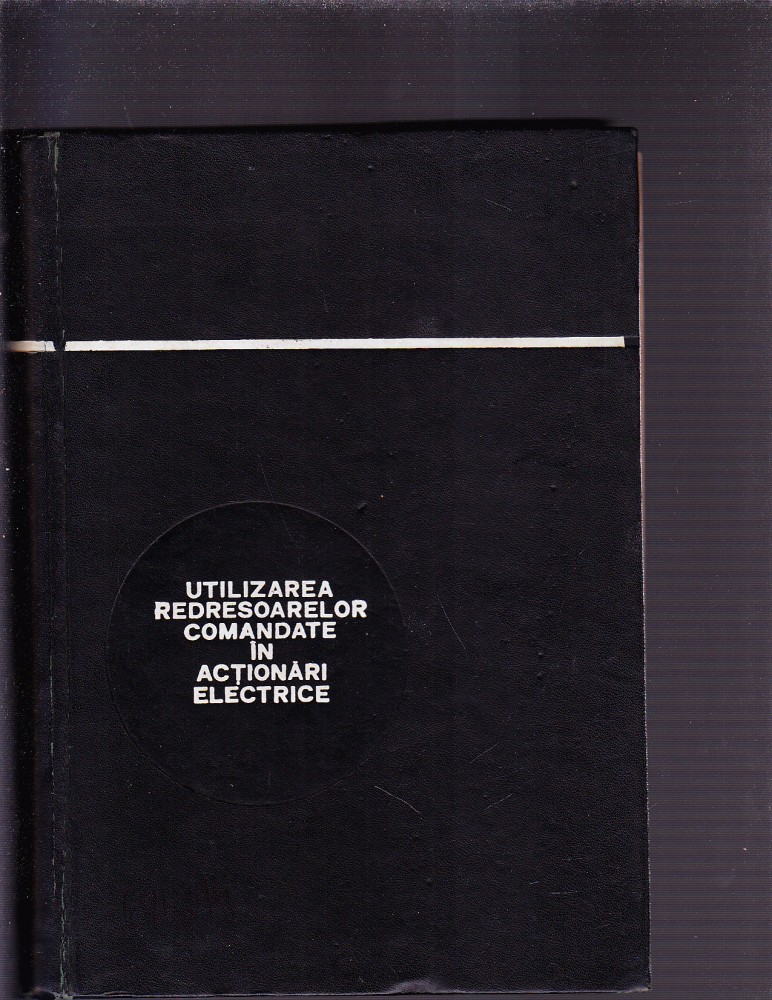 UTILIZAREA
REDRESOARELOR
COMANDATE
ÎN
ACȚIONĂRI
ELECTRICE